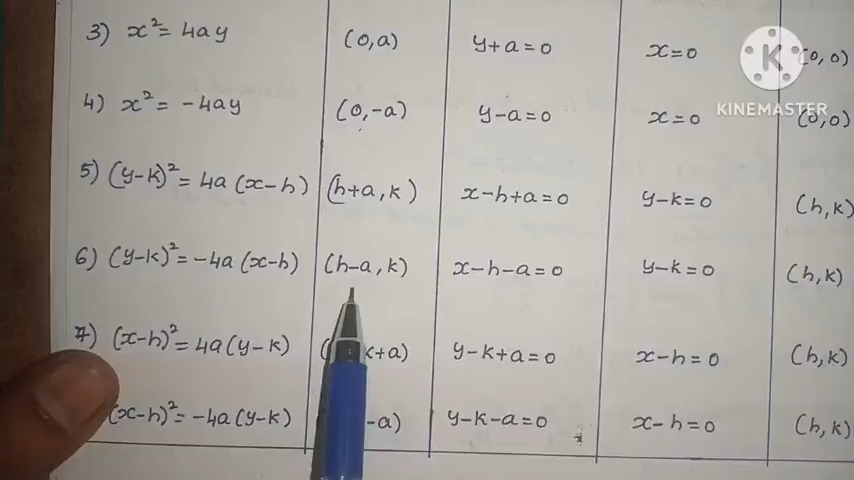 3) x² = 4ay (0, a) y+a=0 x=0 (0, 0)
4) x² = -4ay (0, -a) y-a=0 x=0 (0, 0)
5) (y-k)² = 4a (x-h) (h+a, k) x-h+a=0 y-k=0 (h, k)
6) (y-k)² = -4a (x-h) (h-a, k) x-h-a=0 y-k=0 (h, k)
7) (x-h)² = 4a (y-k) k+a) y-k+a=0 x-h=0 (h, k)
(x-h)² = -4a (y-k) -a) y-k-a=0 x-h=0 (h, k)
K
KINEMASTER